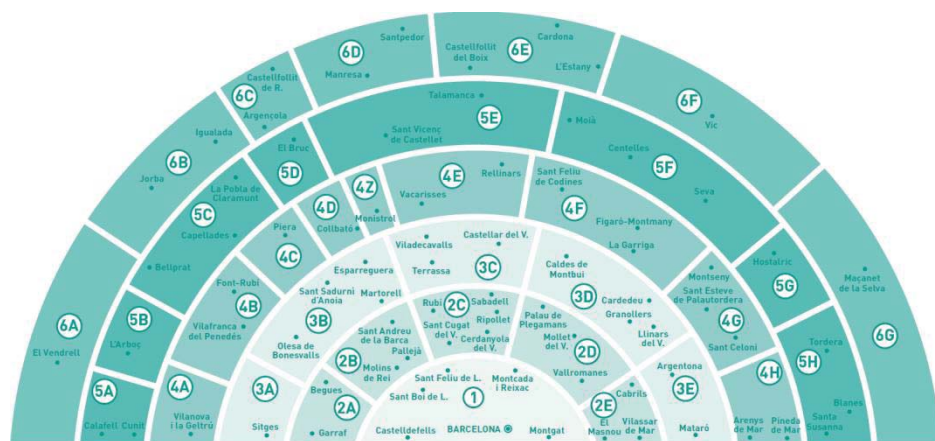 Cardona
Santpedor
6E
Castellfollit
del Boix
6D
Manresa
L'Estany
Castellfollit
de R.
6C
Argençola
6F
Vic
Talamanca
5E
Moià
Sant Vicenç
de Castellet
Igualada
6B
Jorba
El Bruc
5D
Centelles
5F
La Pobla de
Claramunt
5C
Capellades
Seva
4Z
Monistrol
4E
Rellinars
Vacarisses
Sant Feliu
de Codines
4F
Figaró-Montmany
La Garriga
4D
Collbató
Piera
4C
Bellprat
Viladecavalls
Castellar del V.
Terrassa
3C
Caldes de
Montbui
3D
Hostalric
5G
Maçanet
de la Selva
Esparreguera
Sant Sadurní
d'Anoia
Martorell
3B
Olesa de
Bonesvalls
Font-Rubí
4B
Vilafranca
del Penedés
Montseny
Sant Esteve
de Palautordera
4G
Sant Celoni
Cardedeu
Granollers
Llinars
del V.
Rubí
2C
Sabadell
Ripollet
Sant Cugat
del V.
Cerdanyola
del V.
Palau de
Plegamans
Mollet
del V.
2D
Vallromanes
6A
El Vendrell
5B
L'Arboç
Sant Andreu
de la Barca
Pallejà
2B
Molins
de Rei
Tordera
5H
6G
4H
Argentona
3E
5A
4A
3A
Begues
2A
Sant Feliu de L.
Montcada
i Reixac
Sant Boi de L.
1
2E
Cabrils
Blanes
Calafell
Cunit
Vilanova
i la Geltrú
Sitges
Garraf
Castelldefells
BARCELONA
Montgat
El
Masnou
Vilassar
de Mar
Mataró
Arenys
de Mar
Pineda
de Mar
Santa
Susanna